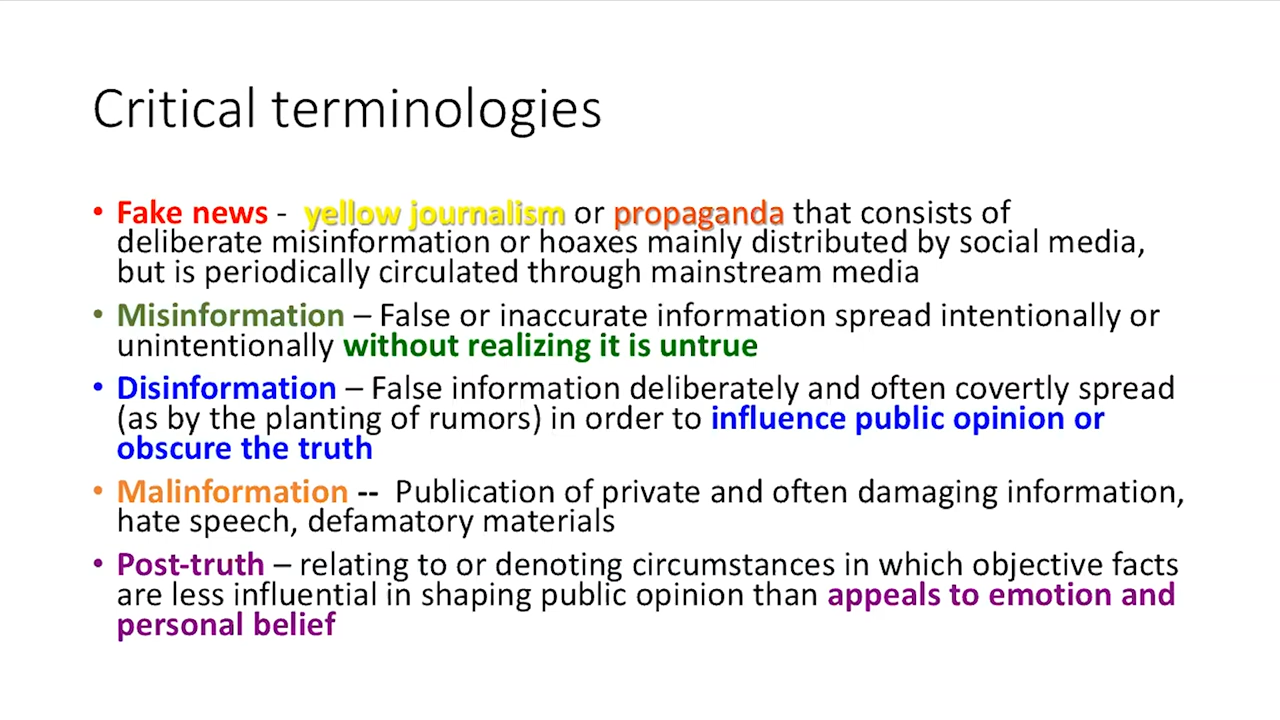 Critical terminologies
• Fake news - yellow journalism or propaganda that consists of
deliberate misinformation or hoaxes mainly distributed by social media,
but is periodically circulated through mainstream media
• Misinformation – False or inaccurate information spread intentionally or
unintentionally without realizing it is untrue
• Disinformation – False information deliberately and often covertly spread
(as by the planting of rumors) in order to influence public opinion or
obscure the truth
• Malinformation -- Publication of private and often damaging information,
hate speech, defamatory materials
• Post-truth – relating to or denoting circumstances in which objective facts
are less influential in shaping public opinion than appeals to emotion and
personal belief